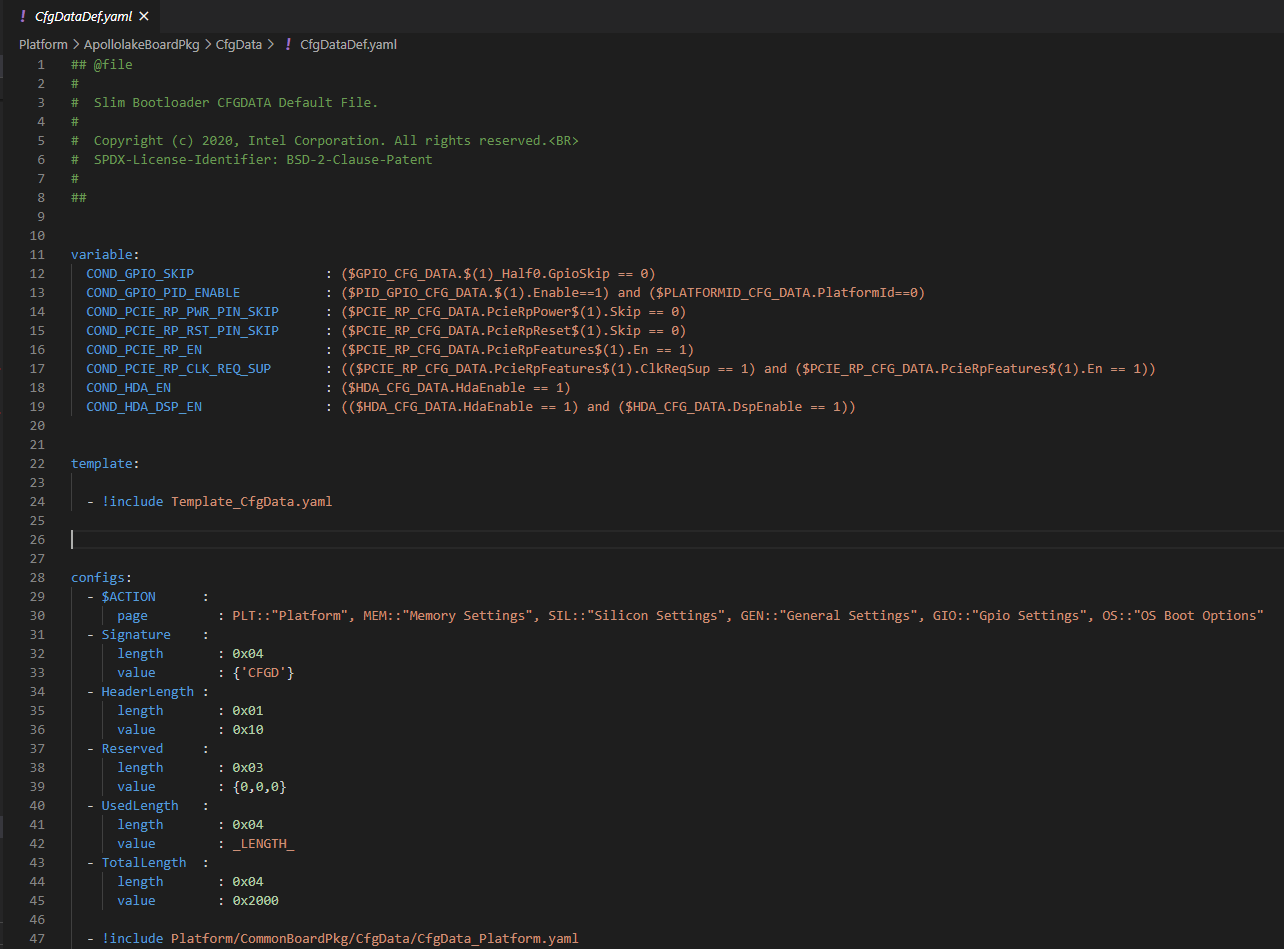 ! CfgDataDef.yaml ×
Platform > ApollolakeBoardPkg > CfgData > ! CfgDataDef.yaml
1 ## @file
2 #
3 # Slim Bootloader CFGDATA Default File.
4 #
5 # Copyright (c) 2020, Intel Corporation. All rights reserved.<BR>
6 # SPDX-License-Identifier: BSD-2-Clause-Patent
7 #
8 ##
9
10
11 variable:
12 COND_GPIO_SKIP : ($GPIO_CFG_DATA.$(1)_Half0.GpioSkip == 0)
13 COND_GPIO_PID_ENABLE : ($PID_GPIO_CFG_DATA.$(1).Enable==1) and ($PLATFORMID_CFG_DATA.PlatformId==0)
14 COND_PCIE_RP_PWR_PIN_SKIP : ($PCIE_RP_CFG_DATA.PcieRpPower$(1).Skip == 0)
15 COND_PCIE_RP_RST_PIN_SKIP : ($PCIE_RP_CFG_DATA.PcieRpReset$(1).Skip == 0)
16 COND_PCIE_RP_EN : ($PCIE_RP_CFG_DATA.PcieRpFeatures$(1).En == 1)
17 COND_PCIE_RP_CLK_REQ_SUP : (($PCIE_RP_CFG_DATA.PcieRpFeatures$(1).ClkReqSup == 1) and ($PCIE_RP_CFG_DATA.PcieRpFeatures$(1).En == 1))
18 COND_HDA_EN : ($HDA_CFG_DATA.HdaEnable == 1)
19 COND_HDA_DSP_EN : (($HDA_CFG_DATA.HdaEnable == 1) and ($HDA_CFG_DATA.DspEnable == 1))
20
21
22 template:
23
24 - !include Template_CfgData.yaml
25
26
27
28 configs:
29 - $ACTION :
30 page : PLT::"Platform", MEM::"Memory Settings", SIL::"Silicon Settings", GEN::"General Settings", GIO::"Gpio Settings", OS::"OS Boot Options"
31 - Signature :
32 length : 0x04
33 value : {'CFGD'}
34 - HeaderLength :
35 length : 0x01
36 value : 0x10
37 - Reserved :
38 length : 0x03
39 value : {0,0,0}
40 - UsedLength :
41 length : 0x04
42 value : _LENGTH_
43 - TotalLength :
44 length : 0x04
45 value : 0x2000
46
47 - !include Platform/CommonBoardPkg/CfgData/CfgData_Platform.yaml